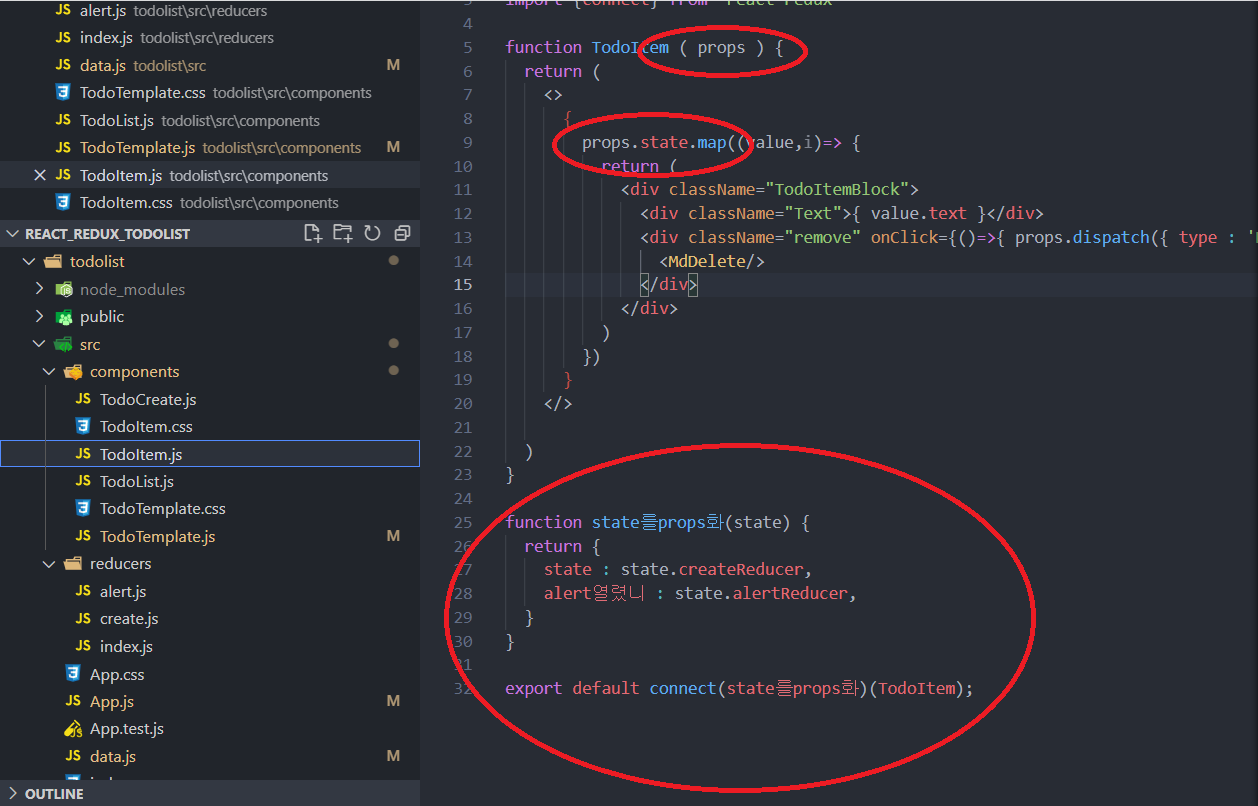 JS alert.js todolist\src\reducers
JS index.js todolist\src\reducers
JS data.js todolist\src M
TodoTemplate.css todolist\src\components
JS TodoList.js todolist\src\components
JS TodoTemplate.js todolist\src\components M
JS TodoItem.js todolist\src\components
TodoItem.css todolist\src\components
REACT_REDUX_TODOLIST
todolist
node_modules
public
src
components
JS TodoCreate.js
TodoItem.css
JS TodoItem.js
JS TodoList.js
TodoTemplate.css
JS TodoTemplate.js M
reducers
JS alert.js
JS create.js
JS index.js
App.css
JS App.js M
App.test.js
JS data.js M
OUTLINE
3 import {connect} from 'react-redux'
4
5 function TodoItem ( props ) {
6 return (
7 <>
8 {
9 props.state.map((value,i)=> {
10 return (
11 <div className="TodoItemBlock">
12 <div className="Text">{ value.text }</div>
13 <div className="remove" onClick={()=>{ props.dispatch({ type : '
14 <MdDelete/>
15 </div>
16 </div>
17 )
18 })
19 }
20 </>
21
22 )
23 }
24
25 function state를props화(state) {
26 return {
27 state : state.createReducer,
28 alert열렸니 : state.alertReducer,
29 }
30 }
31
32 export default connect(state를props화)(TodoItem);